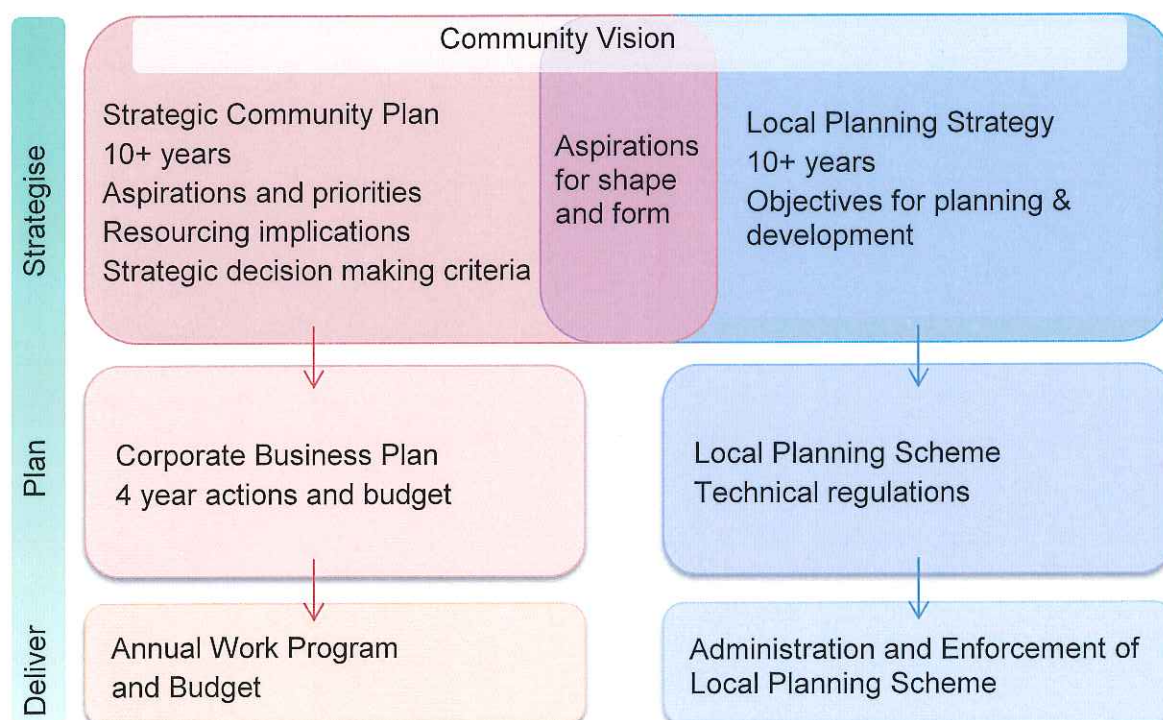 Community Vision
Strategise
Strategic Community Plan
10+ years
Aspirations and priorities
Resourcing implications
Strategic decision making criteria
Aspirations
for shape
and form
Local Planning Strategy
10+ years
Objectives for planning &
development
Plan
Corporate Business Plan
4 year actions and budget
Local Planning Scheme
Technical regulations
Deliver
Annual Work Program
and Budget
Administration and Enforcement of
Local Planning Scheme